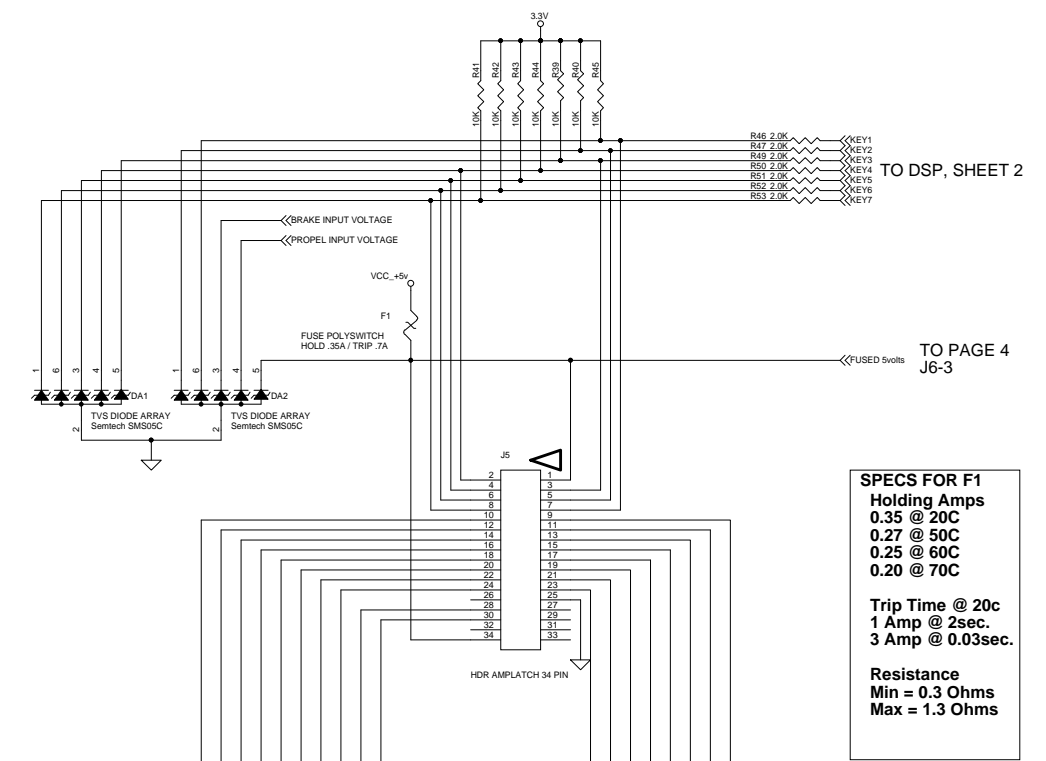 3.3V
R41
R42
R43
R44
R39
R40
R45
10K
10K
10K
10K
10K
10K
10K
R46 2.0K
KEY1
R47 2.0K
KEY2
R49 2.0K
KEY3
R50 2.0K
KEY4
R51 2.0K
KEY5
R52 2.0K
KEY6
R53 2.0K
KEY7
TO DSP, SHEET 2
BRAKE INPUT VOLTAGE
PROPEL INPUT VOLTAGE
VCC_+5v
F1
FUSE POLYSWITCH
HOLD .35A / TRIP .7A
FUSED 5volts
TO PAGE 4
J6-3
1
6
3
4
5
DA1
1
6
3
4
5
DA2
TVS DIODE ARRAY
Semtech SMS05C
2
TVS DIODE ARRAY
Semtech SMS05C
2
J5
2 1
4 3
6 5
8 7
10 9
12 11
14 13
16 15
18 17
20 19
22 21
24 23
26 25
28 27
30 29
32 31
34 33
HDR AMPLATCH 34 PIN
SPECS FOR F1
Holding Amps
0.35 @ 20C
0.27 @ 50C
0.25 @ 60C
0.20 @ 70C
Trip Time @ 20c
1 Amp @ 2sec.
3 Amp @ 0.03sec.
Resistance
Min = 0.3 Ohms
Max = 1.3 Ohms